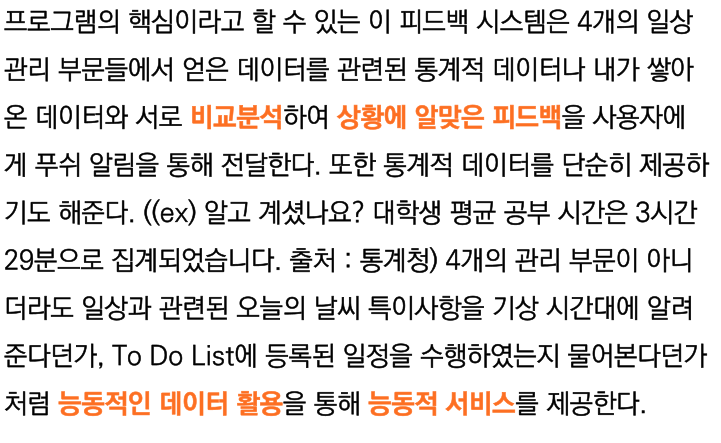 프로그램의 핵심이라고 할 수 있는 이 피드백 시스템은 4개의 일상
관리 부문들에서 얻은 데이터를 관련된 통계적 데이터나 내가 쌓아
온 데이터와 서로 비교분석하여 상황에 알맞은 피드백을 사용자에
게 푸쉬 알림을 통해 전달한다. 또한 통계적 데이터를 단순히 제공하
기도 해준다. ((ex) 알고 계셨나요? 대학생 평균 공부 시간은 3시간
29분으로 집계되었습니다. 출처 : 통계청) 4개의 관리 부문이 아니
더라도 일상과 관련된 오늘의 날씨 특이사항을 기상 시간대에 알려
준다던가, To Do List에 등록된 일정을 수행하였는지 물어본다던가
처럼 능동적인 데이터 활용을 통해 능동적 서비스를 제공한다.